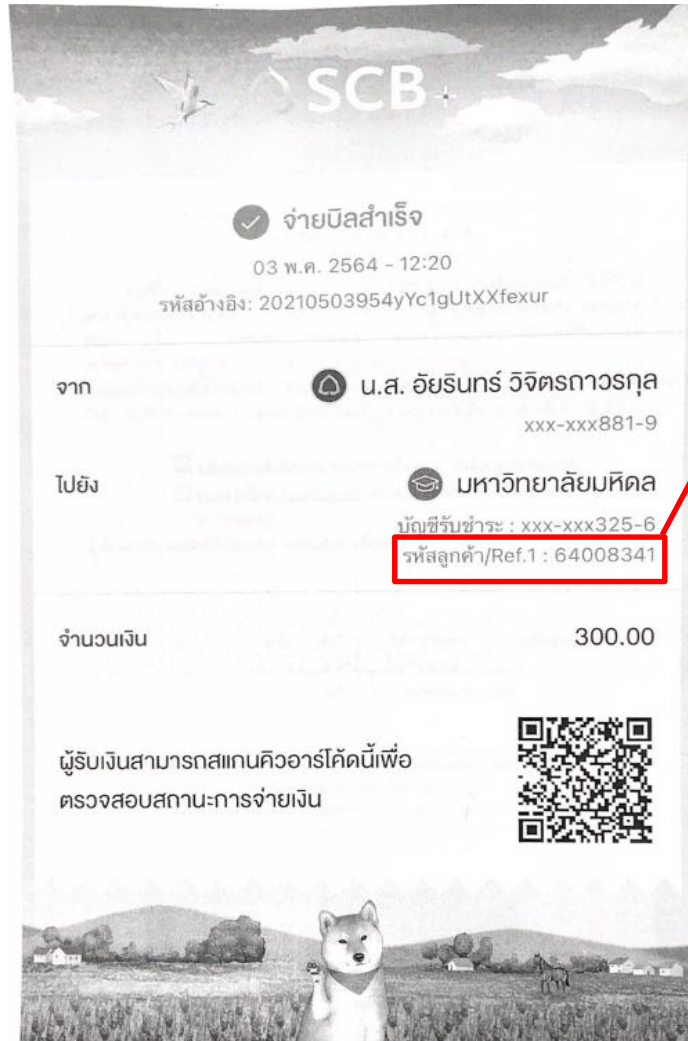 SCB
จ่ายบิลสำเร็จ
03 พ.ค. 2564 - 12:20
รหัสอ้างอิง: 20210503954yYc1gUtXXfexur
จาก
น.ส. อัยรินทร์ วิจิตรถาวรกุล
xxx-xxx881-9
ไปยัง
มหาวิทยาลัยมหิดล
บัญชีรับชำระ : xxx-xxx325-6
รหัสลูกค้า/Ref.1 : 64008341
จำนวนเงิน
300.00
ผู้รับเงินสามารถสแกนคิวอาร์โค้ดนี้เพื่อ
ตรวจสอบสถานะการจ่ายเงิน